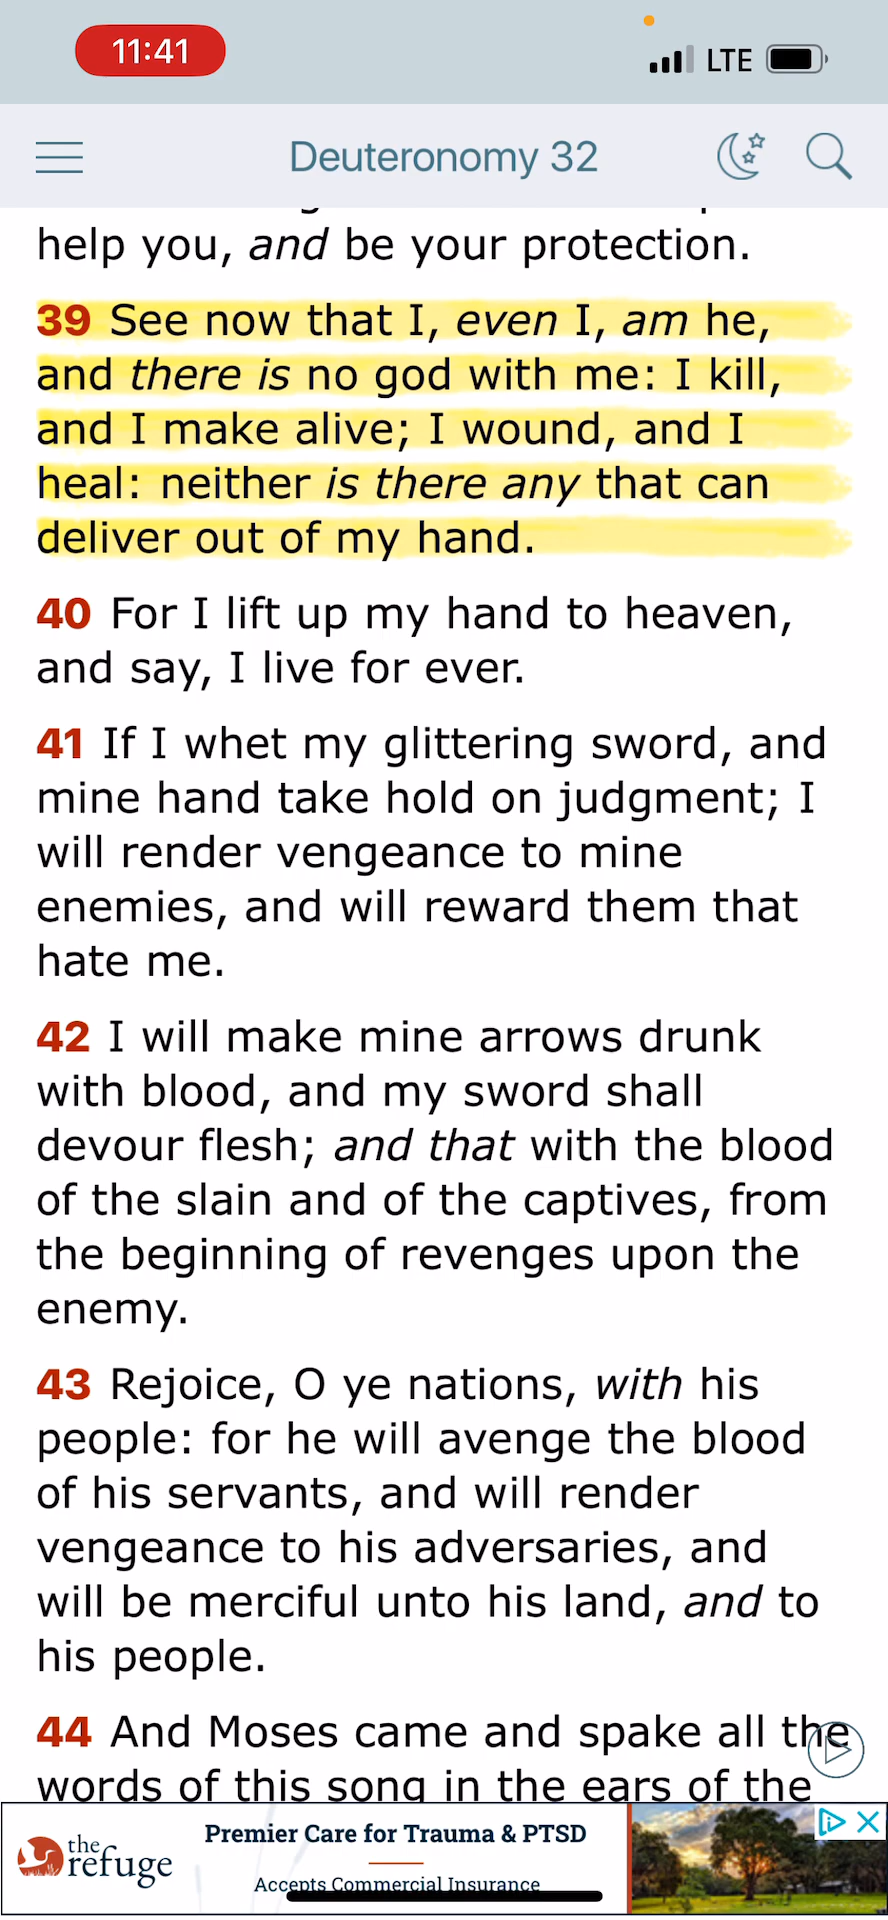 11:41
LTE
Deuteronomy 32
help you, and be your protection.
39 See now that I, even I, am he,
and there is no god with me: I kill,
and I make alive; I wound, and I
heal: neither is there any that can
deliver out of my hand.
40 For I lift up my hand to heaven,
and say, I live for ever.
41 If I whet my glittering sword, and
mine hand take hold on judgment; I
will render vengeance to mine
enemies, and will reward them that
hate me.
42 I will make mine arrows drunk
with blood, and my sword shall
devour flesh; and that with the blood
of the slain and of the captives, from
the beginning of revenges upon the
enemy.
43 Rejoice, O ye nations, with his
people: for he will avenge the blood
of his servants, and will render
vengeance to his adversaries, and
will be merciful unto his land, and to
his people.
44 And Moses came and spake all the
words of this song in the ears of the
the
refuge
Premier Care for Trauma & PTSD
Accepts Commercial Insurance